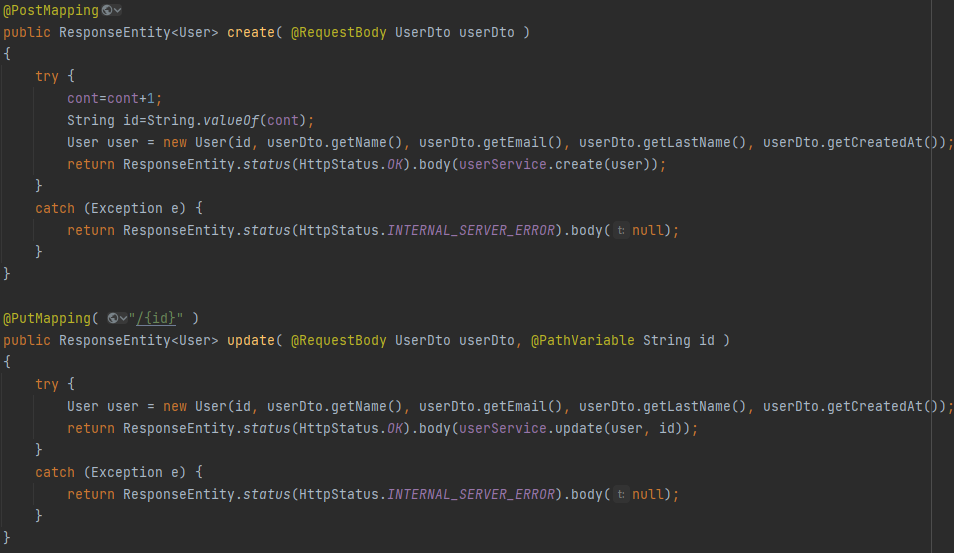 @PostMapping
public ResponseEntity<User> create( @RequestBody UserDto userDto )
{
    try {
        cont=cont+1;
        String id=String.valueOf(cont);
        User user = new User(id, userDto.getName(), userDto.getEmail(), userDto.getLastName(), userDto.getCreatedAt());
        return ResponseEntity.status(HttpStatus.OK).body(userService.create(user));
    }
    catch (Exception e) {
        return ResponseEntity.status(HttpStatus.INTERNAL_SERVER_ERROR).body( t: null);
    }
}

@PutMapping( "/{id}" )
public ResponseEntity<User> update( @RequestBody UserDto userDto, @PathVariable String id )
{
    try {
        User user = new User(id, userDto.getName(), userDto.getEmail(), userDto.getLastName(), userDto.getCreatedAt());
        return ResponseEntity.status(HttpStatus.OK).body(userService.update(user, id));
    }
    catch (Exception e) {
        return ResponseEntity.status(HttpStatus.INTERNAL_SERVER_ERROR).body( t: null);
    }
}